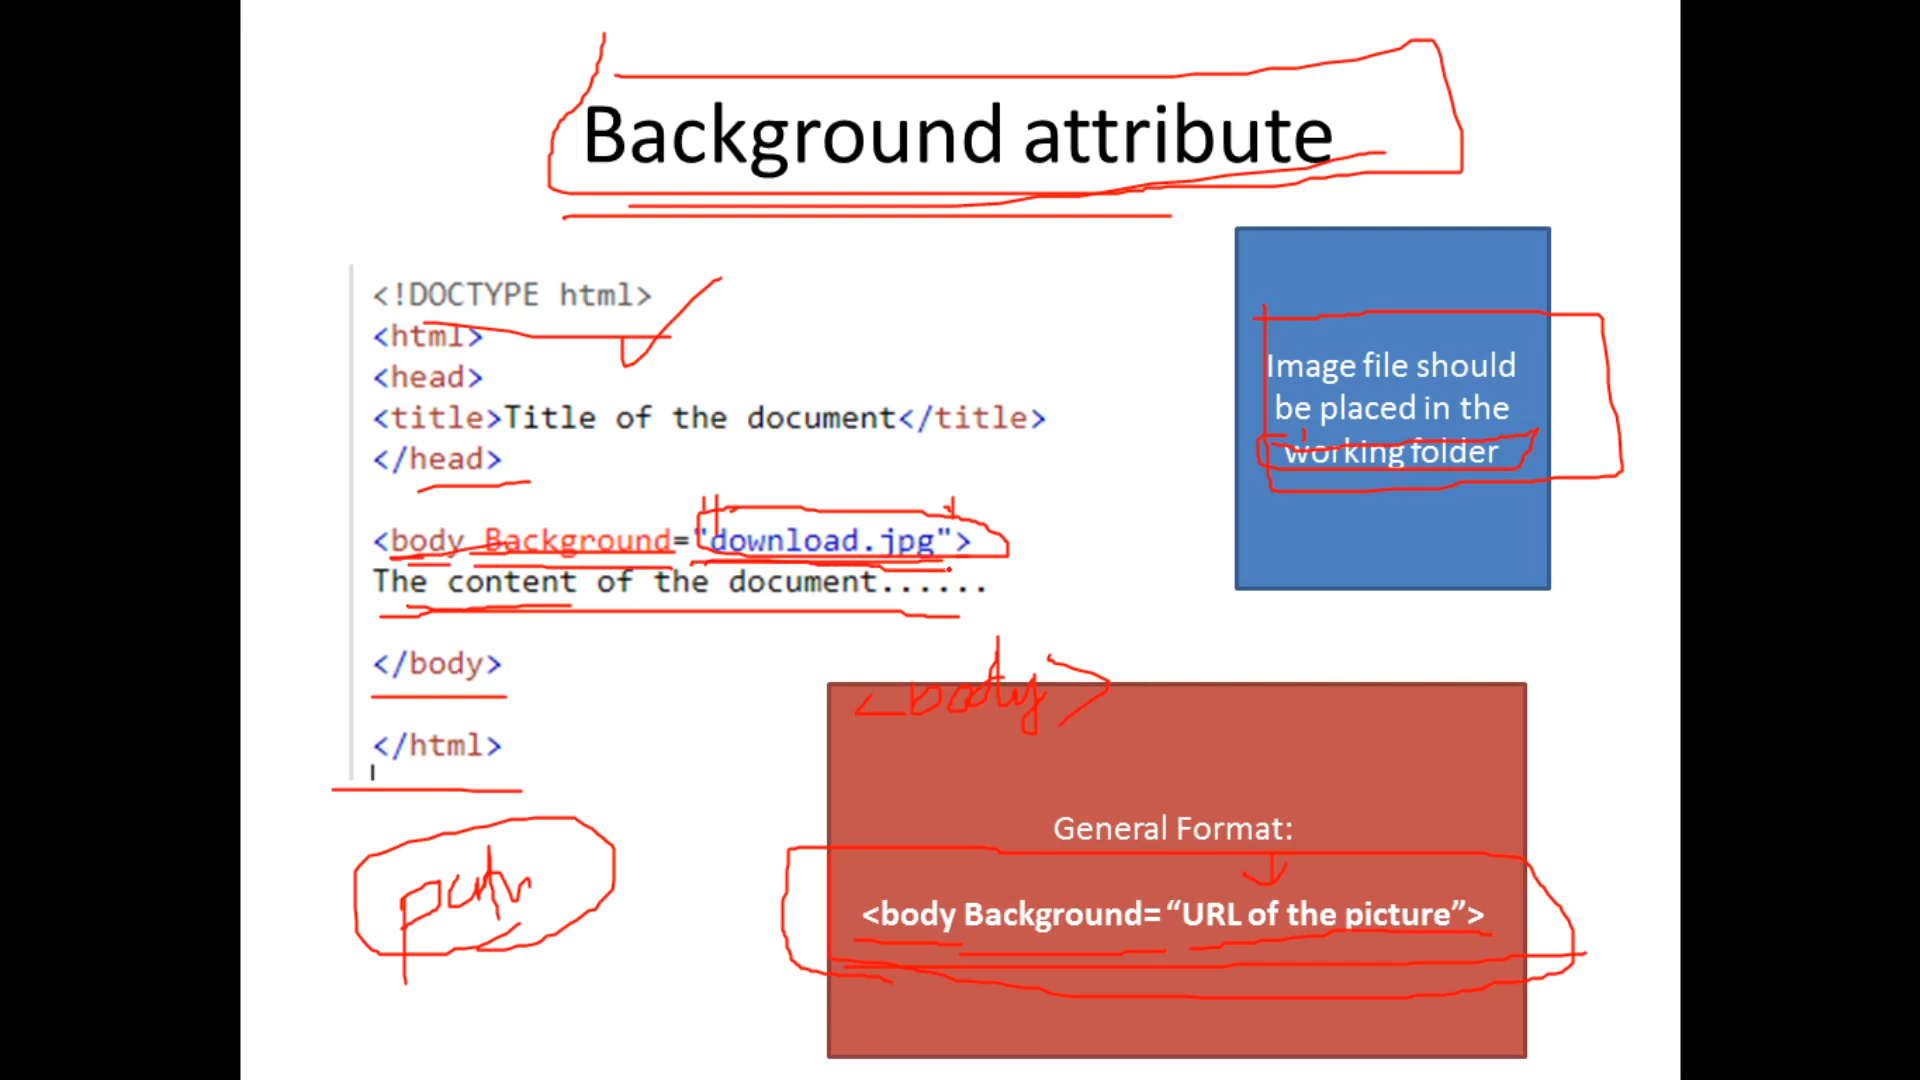 Background attribute
<!DOCTYPE html>
<html>
<head>
<title>Title of the document</title>
</head>
<body Background="download.jpg">
The content of the document......
</body>
</html>
Image file should
be placed in the
working folder
<body>
General Format:
<body Background= “URL of the picture”>
path